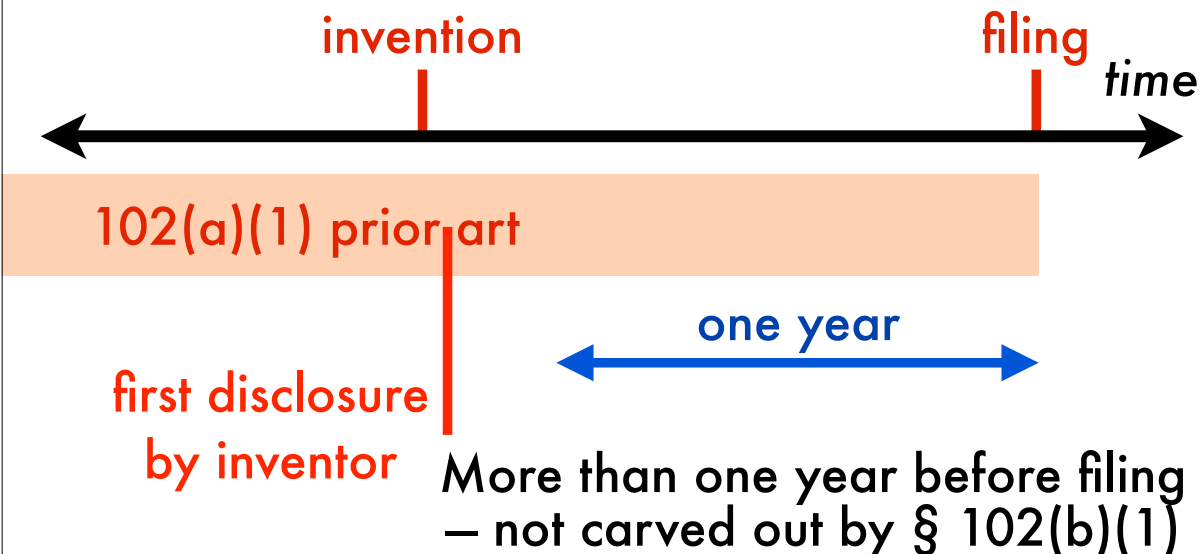 invention
filing
time
102(a)(1) prior art
one year
first disclosure
by inventor
More than one year before filing
– not carved out by § 102(b)(1)